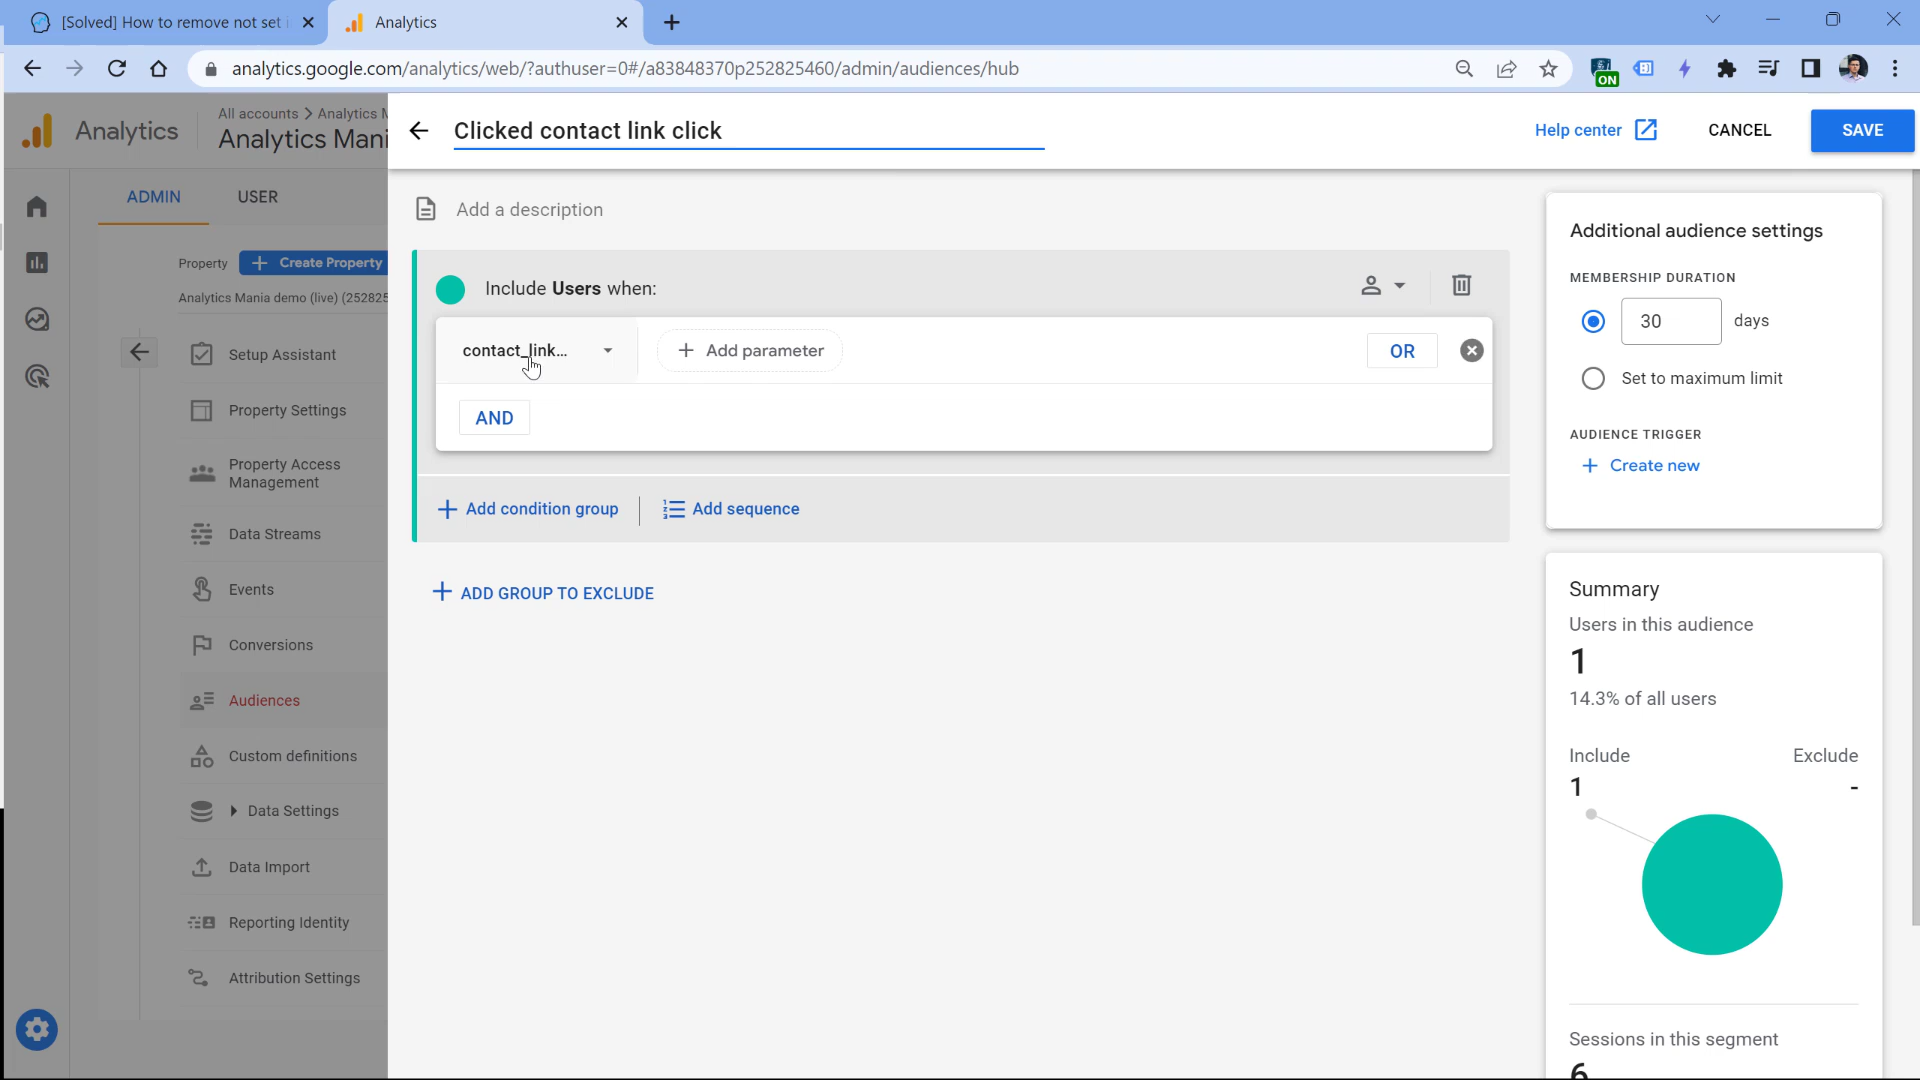 [Solved] How to remove not set i
Analytics
analytics.google.com/analytics/web/?authuser=0#/a83848370p252825460/admin/audiences/hub
ON
Analytics
All accounts > Analytics M
Analytics Mani
Clicked contact link click
Help center
CANCEL
SAVE
ADMIN
USER
Property
Create Property
Analytics Mania demo (live) (252825
Setup Assistant
Property Settings
Property Access
Management
Data Streams
Events
Conversions
Audiences
Custom definitions
Data Settings
Data Import
Reporting Identity
Attribution Settings
Add a description
Include Users when:
contact_link...
Add parameter
OR
AND
Add condition group
Add sequence
ADD GROUP TO EXCLUDE
Additional audience settings
MEMBERSHIP DURATION
30 days
Set to maximum limit
AUDIENCE TRIGGER
Create new
Summary
Users in this audience
1
14.3% of all users
Include
Exclude
1
-
Sessions in this segment
6